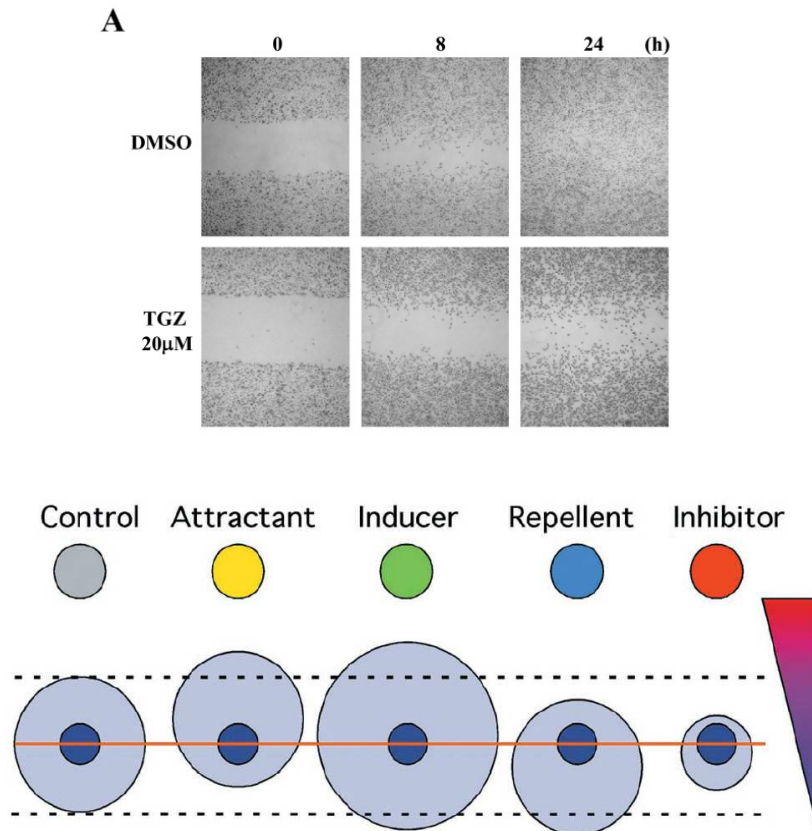 A
0 8 24 (h)
DMSO
TGZ
20μM
Control Attractant Inducer Repellent Inhibitor